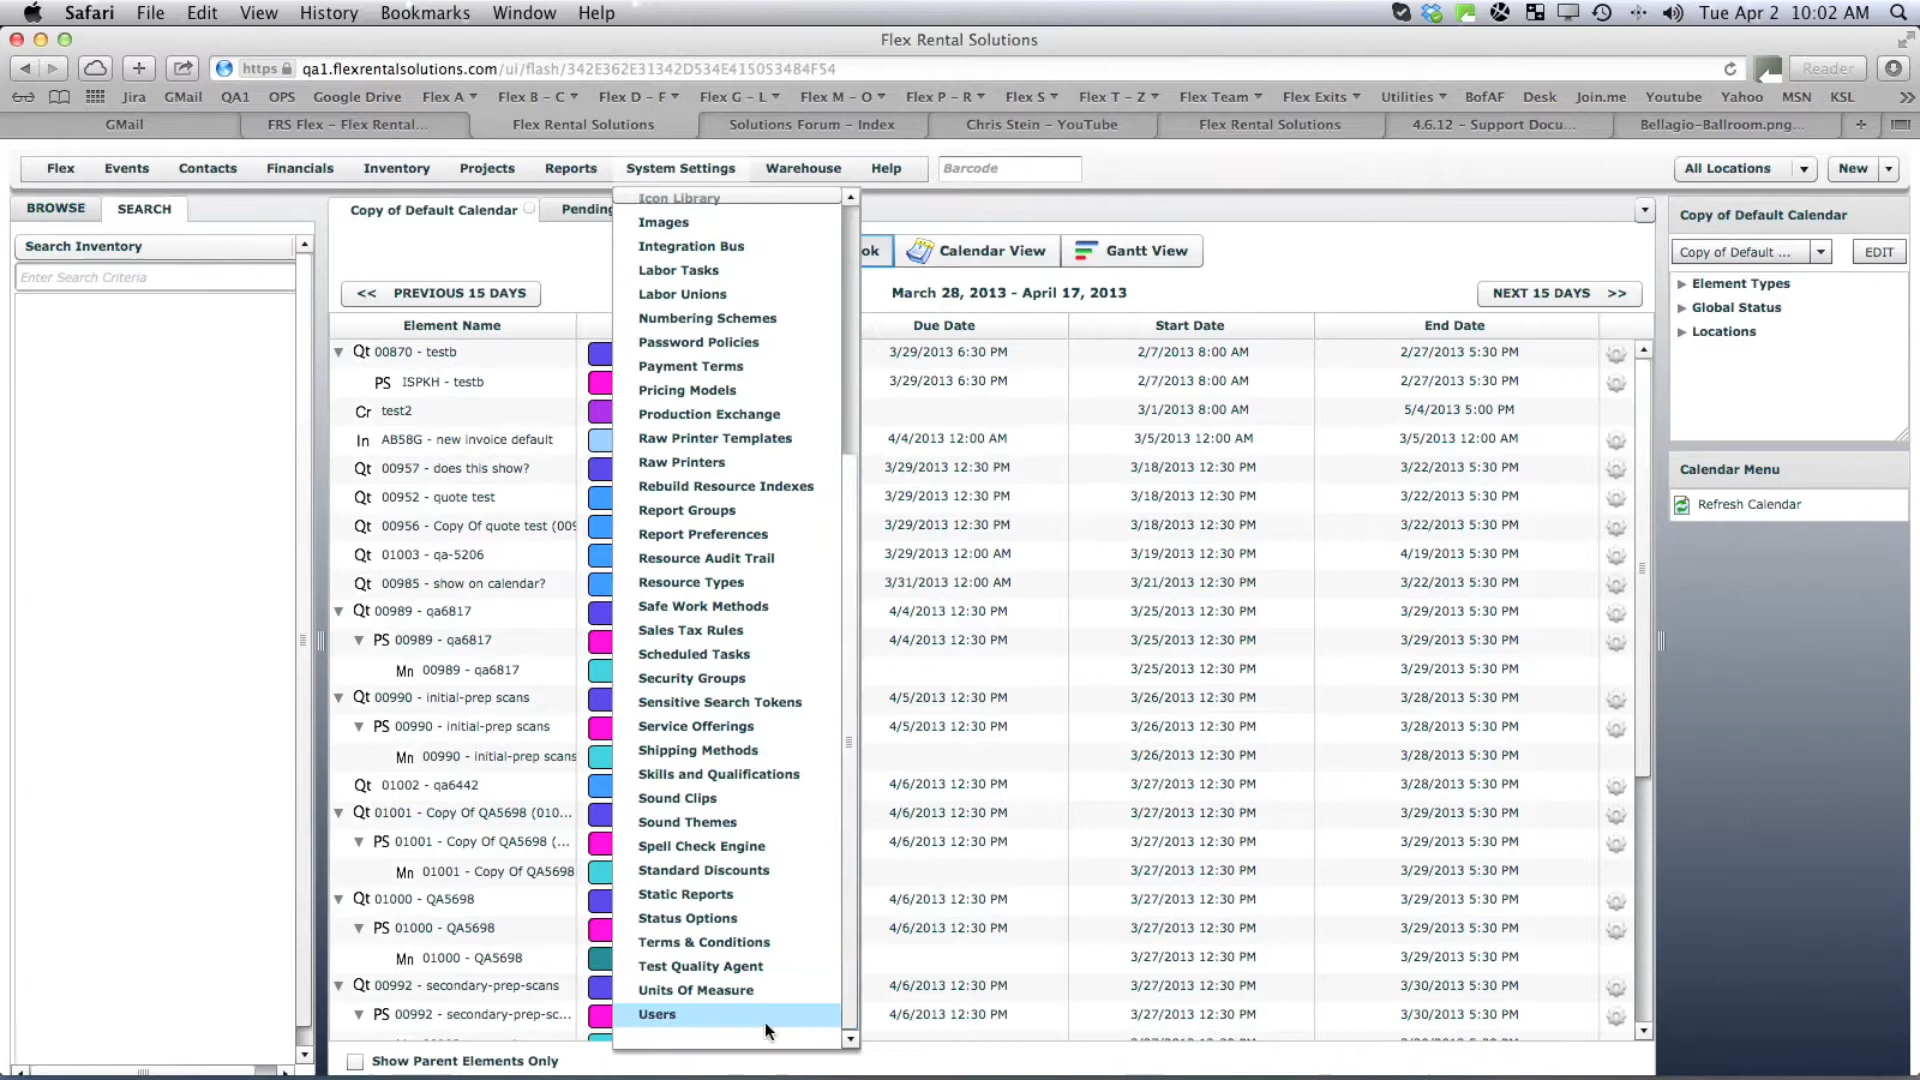 Safari File Edit View History Bookmarks Window Help Tue Apr 2 10:02 AM
Flex Rental Solutions
https qa1.flexrentalsolutions.com/ui/flash/342E362E31342D534E415053484F54 Reader
Jira GMail QA1 OPS Google Drive Flex A Flex B – C Flex D – F Flex G – L Flex M – O Flex P – R Flex S Flex T – Z Flex Team Flex Exits Utilities BofAF Desk Join.me Youtube Yahoo MSN KSL
GMail FRS Flex – Flex Rental... Flex Rental Solutions Solutions Forum – Index Chris Stein – YouTube Flex Rental Solutions 4.6.12 – Support Docu... Bellagio-Ballroom.png...
Flex Events Contacts Financials Inventory Projects Reports System Settings Warehouse Help Barcode All Locations New
BROWSE SEARCH
Search Inventory
Enter Search Criteria
Copy of Default Calendar Pending
ok Calendar View Gantt View
<< PREVIOUS 15 DAYS March 28, 2013 - April 17, 2013 NEXT 15 DAYS >>
Element Name Due Date Start Date End Date
Qt 00870 - testb 3/29/2013 6:30 PM 2/7/2013 8:00 AM 2/27/2013 5:30 PM
PS ISPKH - testb 3/29/2013 6:30 PM 2/7/2013 8:00 AM 2/27/2013 5:30 PM
Cr test2 3/1/2013 8:00 AM 5/4/2013 5:00 PM
In AB58G - new invoice default 4/4/2013 12:00 AM 3/5/2013 12:00 AM 3/5/2013 12:00 AM
Qt 00957 - does this show? 3/29/2013 12:30 PM 3/18/2013 12:30 PM 3/22/2013 5:30 PM
Qt 00952 - quote test 3/29/2013 12:30 PM 3/18/2013 12:30 PM 3/22/2013 5:30 PM
Qt 00956 - Copy Of quote test (009 3/29/2013 12:30 PM 3/18/2013 12:30 PM 3/22/2013 5:30 PM
Qt 01003 - qa-5206 3/29/2013 12:00 AM 3/19/2013 12:30 PM 4/19/2013 5:30 PM
Qt 00985 - show on calendar? 3/31/2013 12:00 AM 3/21/2013 12:30 PM 3/22/2013 5:30 PM
Qt 00989 - qa6817 4/4/2013 12:30 PM 3/25/2013 12:30 PM 3/29/2013 5:30 PM
PS 00989 - qa6817 4/4/2013 12:30 PM 3/25/2013 12:30 PM 3/29/2013 5:30 PM
Mn 00989 - qa6817 3/25/2013 12:30 PM 3/29/2013 5:30 PM
Qt 00990 - initial-prep scans 4/5/2013 12:30 PM 3/26/2013 12:30 PM 3/28/2013 5:30 PM
PS 00990 - initial-prep scans 4/5/2013 12:30 PM 3/26/2013 12:30 PM 3/28/2013 5:30 PM
Mn 00990 - initial-prep scans 3/26/2013 12:30 PM 3/28/2013 5:30 PM
Qt 01002 - qa6442 4/6/2013 12:30 PM 3/27/2013 12:30 PM 3/28/2013 5:30 PM
Qt 01001 - Copy Of QA5698 (010... 4/6/2013 12:30 PM 3/27/2013 12:30 PM 3/29/2013 5:30 PM
PS 01001 - Copy Of QA5698 (... 4/6/2013 12:30 PM 3/27/2013 12:30 PM 3/29/2013 5:30 PM
Mn 01001 - Copy Of QA5698 3/27/2013 12:30 PM 3/29/2013 5:30 PM
Qt 01000 - QA5698 4/6/2013 12:30 PM 3/27/2013 12:30 PM 3/29/2013 5:30 PM
PS 01000 - QA5698 4/6/2013 12:30 PM 3/27/2013 12:30 PM 3/29/2013 5:30 PM
Mn 01000 - QA5698 3/27/2013 12:30 PM 3/29/2013 5:30 PM
Qt 00992 - secondary-prep-scans 4/6/2013 12:30 PM 3/27/2013 12:30 PM 3/30/2013 5:30 PM
PS 00992 - secondary-prep-sc... 4/6/2013 12:30 PM 3/27/2013 12:30 PM 3/30/2013 5:30 PM
Show Parent Elements Only
Icon Library
Images
Integration Bus
Labor Tasks
Labor Unions
Numbering Schemes
Password Policies
Payment Terms
Pricing Models
Production Exchange
Raw Printer Templates
Raw Printers
Rebuild Resource Indexes
Report Groups
Report Preferences
Resource Audit Trail
Resource Types
Safe Work Methods
Sales Tax Rules
Scheduled Tasks
Security Groups
Sensitive Search Tokens
Service Offerings
Shipping Methods
Skills and Qualifications
Sound Clips
Sound Themes
Spell Check Engine
Standard Discounts
Static Reports
Status Options
Terms & Conditions
Test Quality Agent
Units Of Measure
Users
Copy of Default Calendar
Copy of Default ... EDIT
Element Types
Global Status
Locations
Calendar Menu
Refresh Calendar